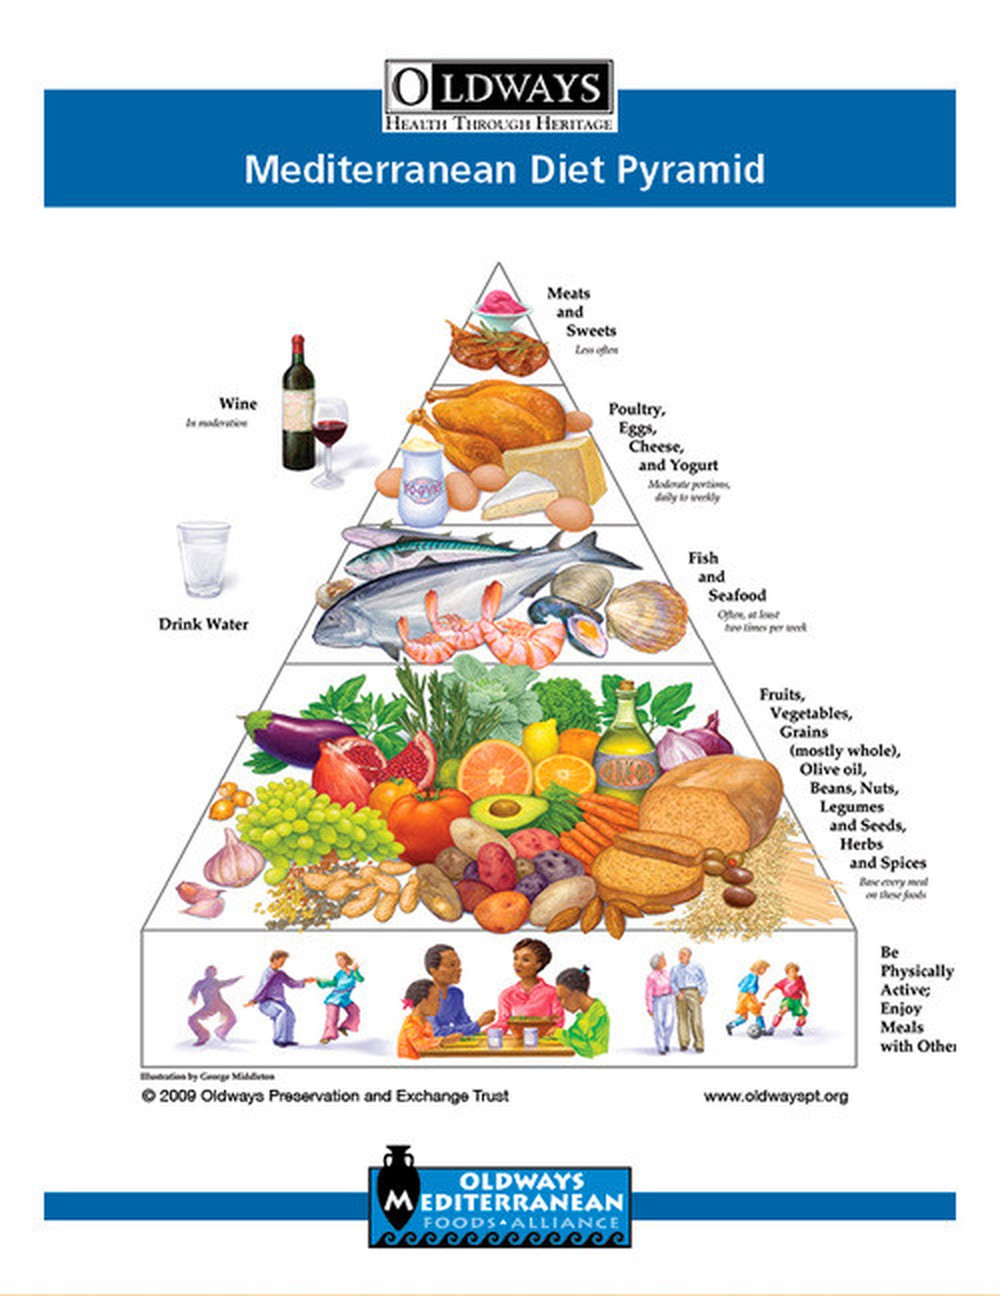 OLDWAYS
HEALTH THROUGH HERITAGE
Mediterranean Diet Pyramid
Meats
and
Sweets
Less often
Wine
In moderation
Poultry,
Eggs,
Cheese,
and Yogurt
Moderate portions,
daily to weekly
YOGURT
Drink Water
Fish
and
Seafood
Often, at least
two times per week
Fruits,
Vegetables,
Grains
(mostly whole),
Olive oil,
Beans, Nuts,
Legumes
and Seeds,
Herbs
and Spices
Base every meal
on these foods
Be
Physically
Active;
Enjoy
Meals
with Other
Illustration by George Middleton
© 2009 Oldways Preservation and Exchange Trust
www.oldwayspt.org
OLDWAYS
MEDITERRANEAN
FOODS•ALLIANCE